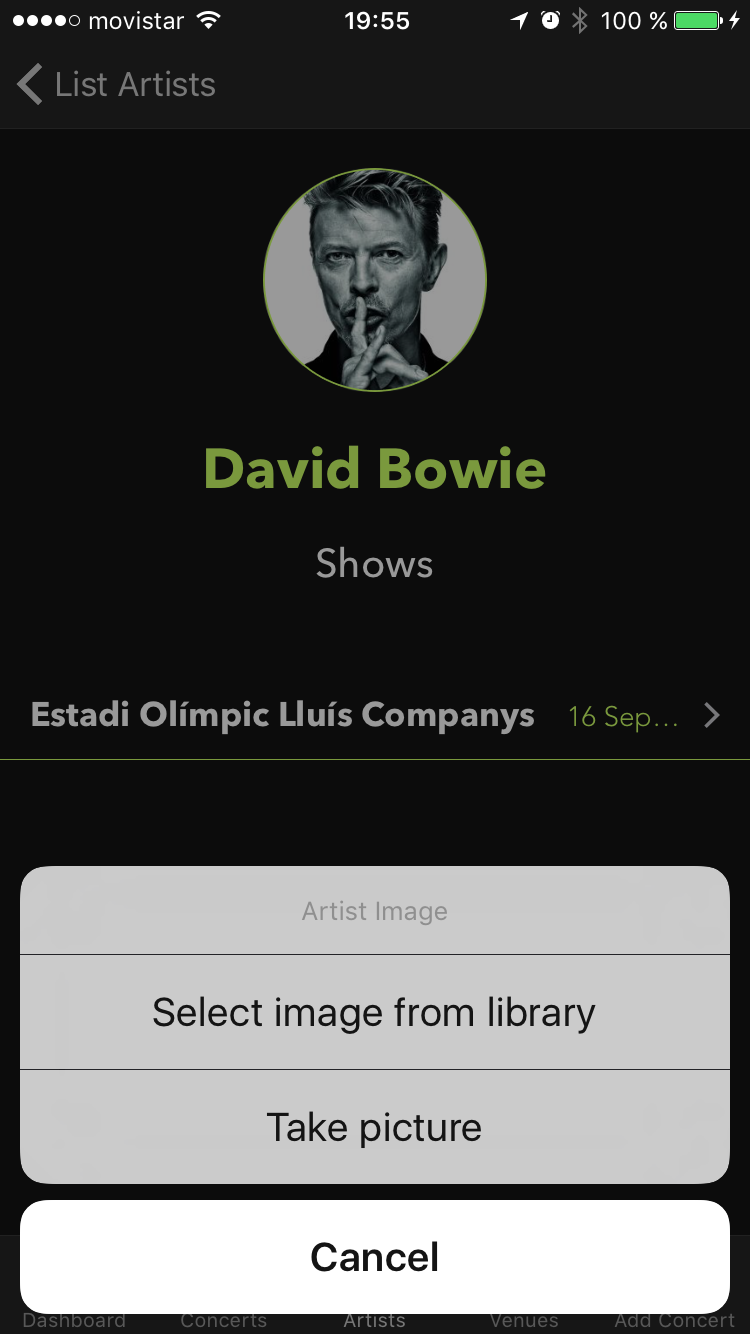 movistar 19:55 100 %
List Artists
David Bowie
Shows
Estadi Olímpic Lluís Companys 16 Sep...
Artist Image
Select image from library
Take picture
Cancel
Dashboard Concerts Artists Venues Add Concert